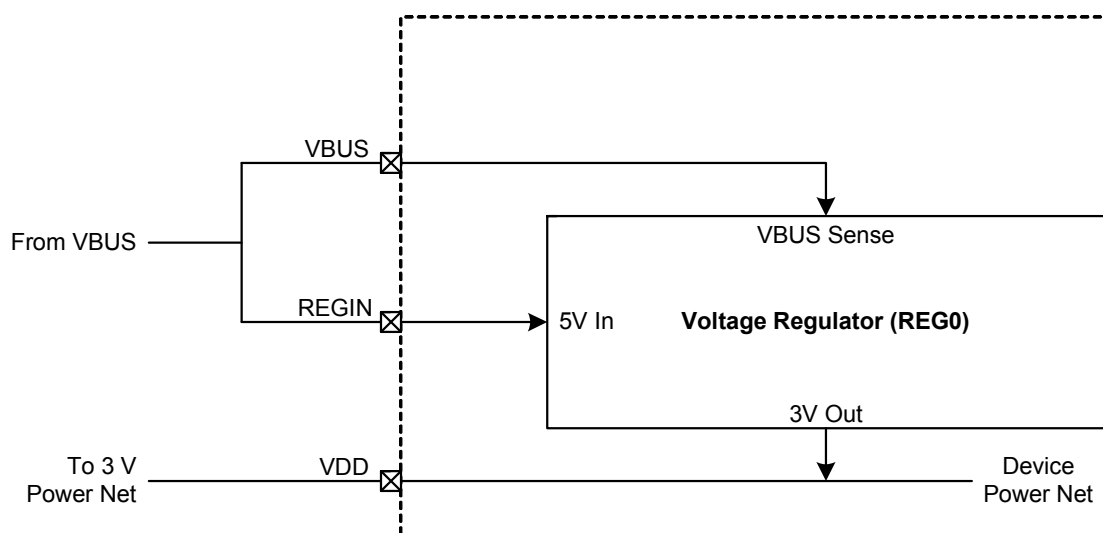 VBUS
VBUS Sense
From VBUS
REGIN
5V In
Voltage Regulator (REG0)
3V Out
To 3 V
Power Net
VDD
Device
Power Net